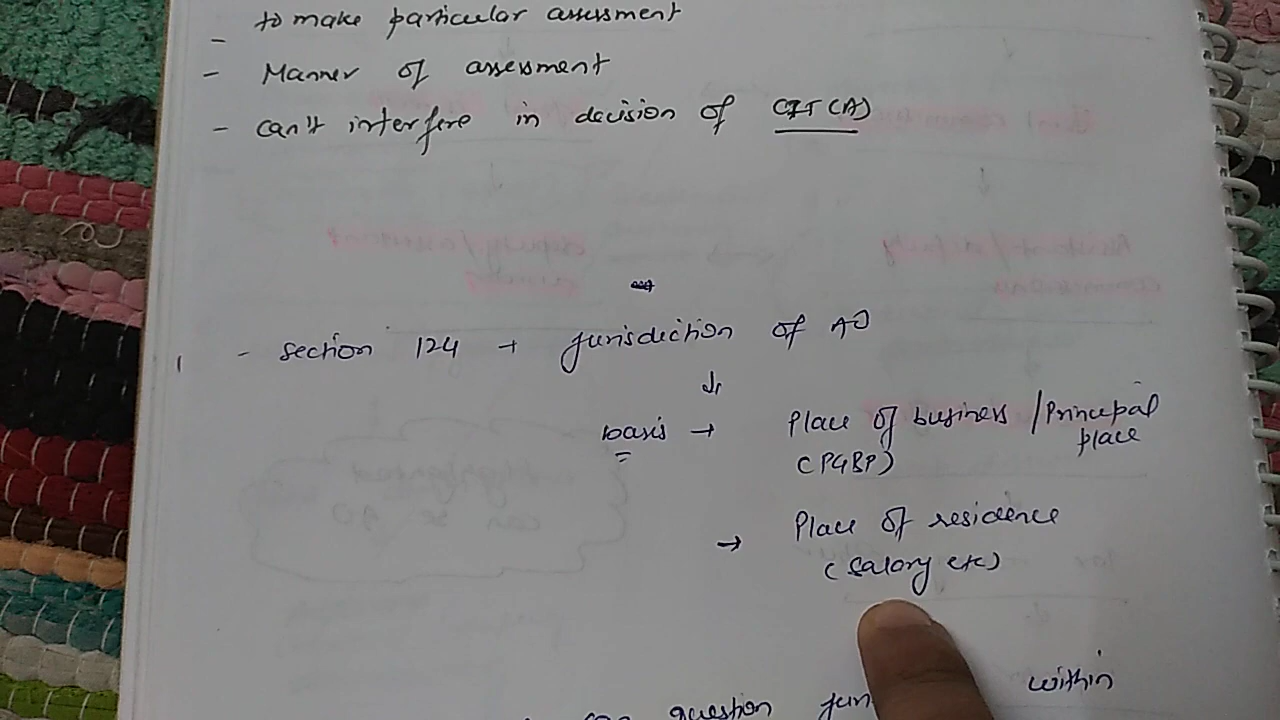 to make particular assessment
-
- Manner of assessment
- can't interfere in decision of CIT(A)
- section 124 → jurisdiction of AO
↓
basis → Place of business / Principal place
(PGBP)
→ Place of residence
(salary etc)
question within